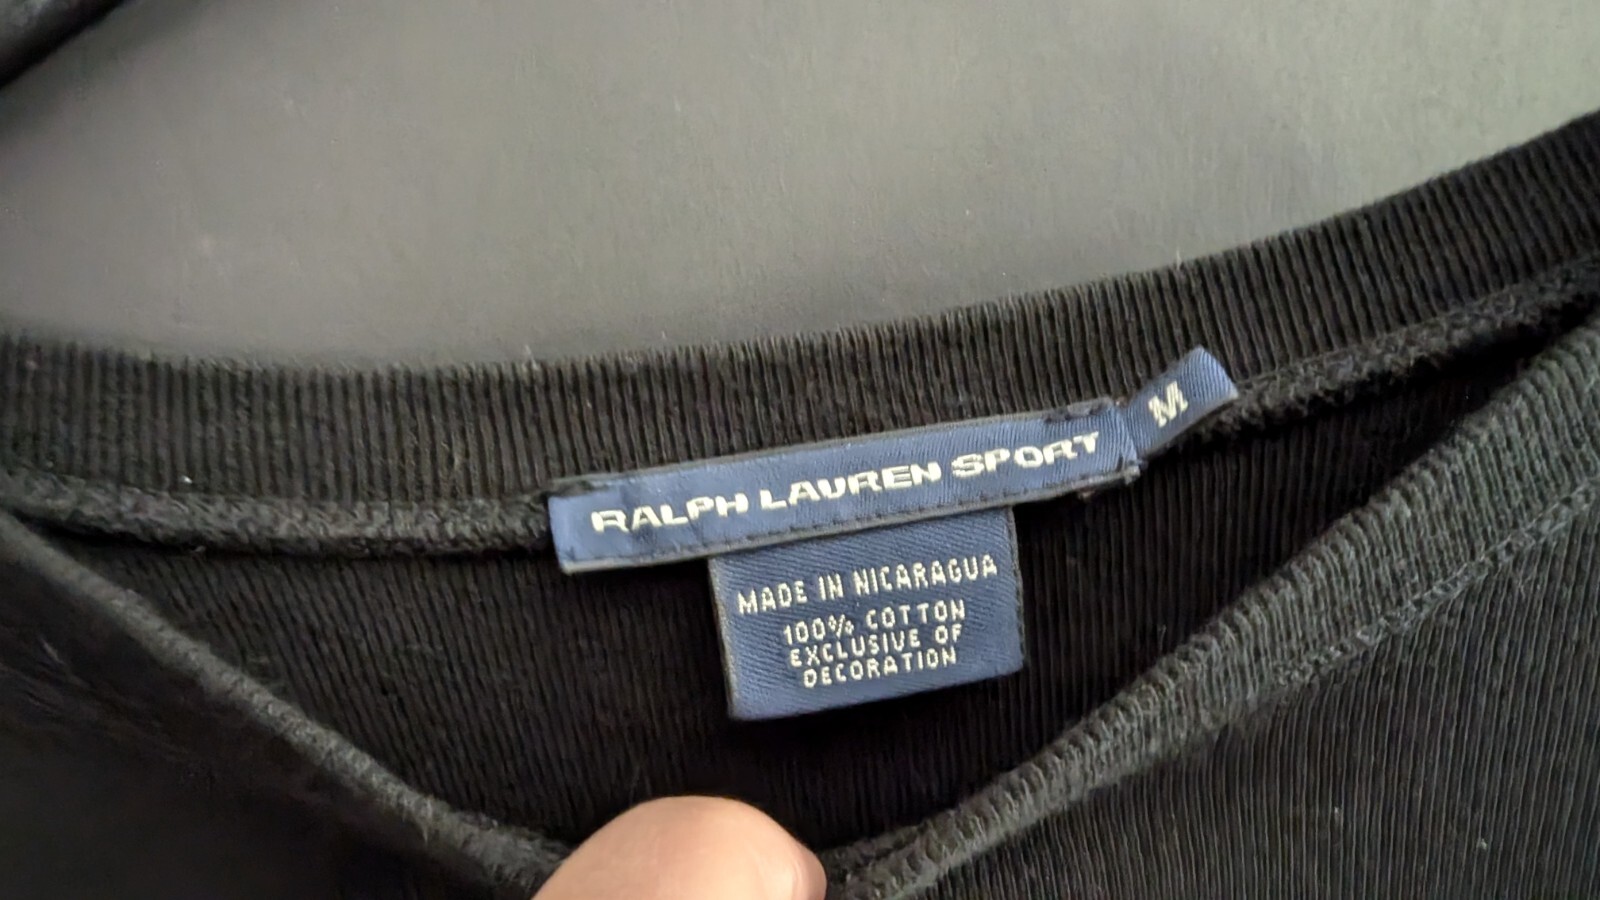 RALPH LAUREN SPORT
M
MADE IN NICARAGUA
100% COTTON
EXCLUSIVE OF
DECORATION